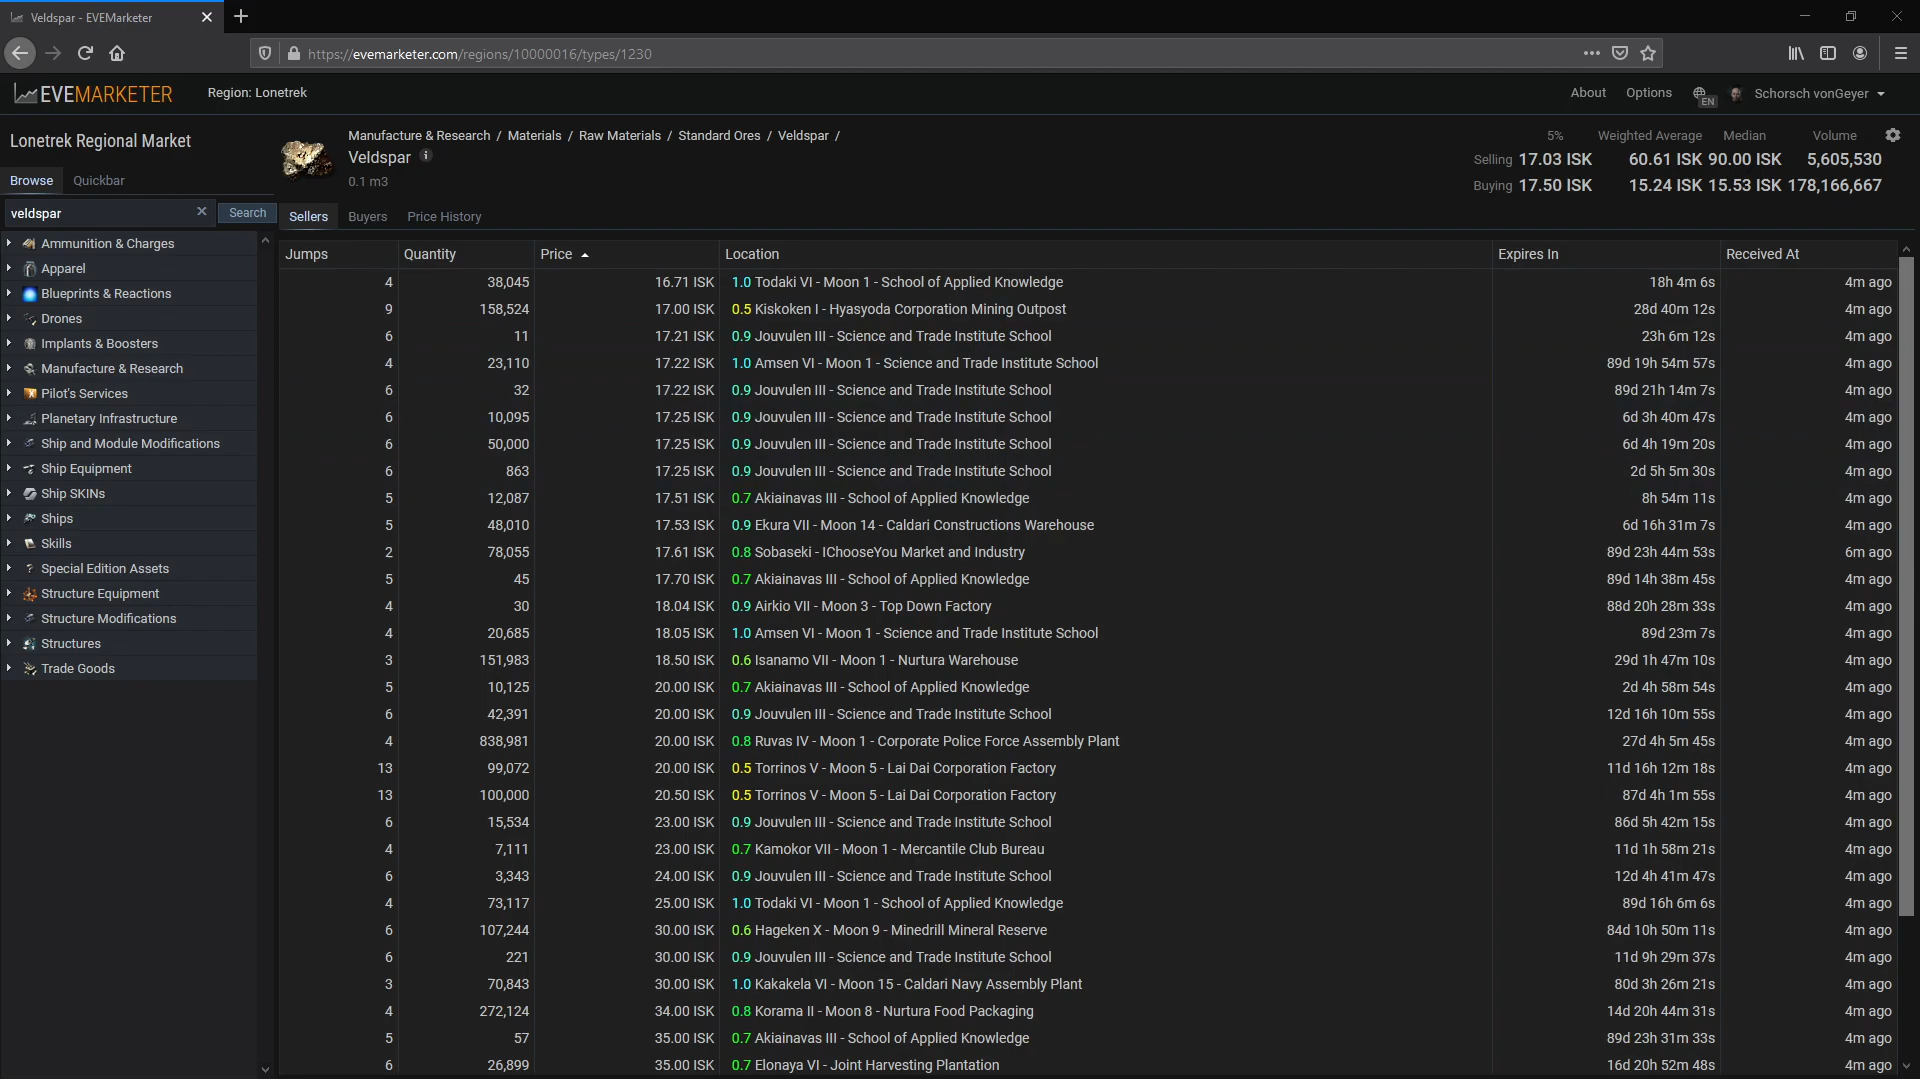 Veldspar - EVEMarketer
https://evemarketer.com/regions/10000016/types/1230
EVEMARKETER
Region: Lonetrek
About
Options
EN
Schorsch vonGeyer
Lonetrek Regional Market
Browse
Quickbar
veldspar
Search
Ammunition & Charges
Apparel
Blueprints & Reactions
Drones
Implants & Boosters
Manufacture & Research
Pilot's Services
Planetary Infrastructure
Ship and Module Modifications
Ship Equipment
Ship SKINs
Ships
Skills
Special Edition Assets
Structure Equipment
Structure Modifications
Structures
Trade Goods
Manufacture & Research / Materials / Raw Materials / Standard Ores / Veldspar /
Veldspar
0.1 m3
5% Weighted Average Median Volume
Selling 17.03 ISK 60.61 ISK 90.00 ISK 5,605,530
Buying 17.50 ISK 15.24 ISK 15.53 ISK 178,166,667
Sellers Buyers Price History
Jumps Quantity Price Location Expires In Received At
4 38,045 16.71 ISK 1.0 Todaki VI - Moon 1 - School of Applied Knowledge 18h 4m 6s 4m ago
9 158,524 17.00 ISK 0.5 Kiskoken I - Hyasyoda Corporation Mining Outpost 28d 40m 12s 4m ago
6 11 17.21 ISK 0.9 Jouvulen III - Science and Trade Institute School 23h 6m 12s 4m ago
4 23,110 17.22 ISK 1.0 Amsen VI - Moon 1 - Science and Trade Institute School 89d 19h 54m 57s 4m ago
6 32 17.22 ISK 0.9 Jouvulen III - Science and Trade Institute School 89d 21h 14m 7s 4m ago
6 10,095 17.25 ISK 0.9 Jouvulen III - Science and Trade Institute School 6d 3h 40m 47s 4m ago
6 50,000 17.25 ISK 0.9 Jouvulen III - Science and Trade Institute School 6d 4h 19m 20s 4m ago
6 863 17.25 ISK 0.9 Jouvulen III - Science and Trade Institute School 2d 5h 5m 30s 4m ago
5 12,087 17.51 ISK 0.7 Akiainavas III - School of Applied Knowledge 8h 54m 11s 4m ago
5 48,010 17.53 ISK 0.9 Ekura VII - Moon 14 - Caldari Constructions Warehouse 6d 16h 31m 7s 4m ago
2 78,055 17.61 ISK 0.8 Sobaseki - IChooseYou Market and Industry 89d 23h 44m 53s 6m ago
5 45 17.70 ISK 0.7 Akiainavas III - School of Applied Knowledge 89d 14h 38m 45s 4m ago
4 30 18.04 ISK 0.9 Airkio VII - Moon 3 - Top Down Factory 88d 20h 28m 33s 4m ago
4 20,685 18.05 ISK 1.0 Amsen VI - Moon 1 - Science and Trade Institute School 89d 23m 7s 4m ago
3 151,983 18.50 ISK 0.6 Isanamo VII - Moon 1 - Nurtura Warehouse 29d 1h 47m 10s 4m ago
5 10,125 20.00 ISK 0.7 Akiainavas III - School of Applied Knowledge 2d 4h 58m 54s 4m ago
6 42,391 20.00 ISK 0.9 Jouvulen III - Science and Trade Institute School 12d 16h 10m 55s 4m ago
4 838,981 20.00 ISK 0.8 Ruvas IV - Moon 1 - Corporate Police Force Assembly Plant 27d 4h 5m 45s 4m ago
13 99,072 20.00 ISK 0.5 Torrinos V - Moon 5 - Lai Dai Corporation Factory 11d 16h 12m 18s 4m ago
13 100,000 20.50 ISK 0.5 Torrinos V - Moon 5 - Lai Dai Corporation Factory 87d 4h 1m 55s 4m ago
6 15,534 23.00 ISK 0.9 Jouvulen III - Science and Trade Institute School 86d 5h 42m 15s 4m ago
4 7,111 23.00 ISK 0.7 Kamokor VII - Moon 1 - Mercantile Club Bureau 11d 1h 58m 21s 4m ago
6 3,343 24.00 ISK 0.9 Jouvulen III - Science and Trade Institute School 12d 4h 41m 47s 4m ago
4 73,117 25.00 ISK 1.0 Todaki VI - Moon 1 - School of Applied Knowledge 89d 16h 6m 6s 4m ago
6 107,244 30.00 ISK 0.6 Hageken X - Moon 9 - Minedrill Mineral Reserve 84d 10h 50m 11s 4m ago
6 221 30.00 ISK 0.9 Jouvulen III - Science and Trade Institute School 11d 9h 29m 37s 4m ago
3 70,843 30.00 ISK 1.0 Kakakela VI - Moon 15 - Caldari Navy Assembly Plant 80d 3h 26m 21s 4m ago
4 272,124 34.00 ISK 0.8 Korama II - Moon 8 - Nurtura Food Packaging 14d 20h 44m 31s 4m ago
5 57 35.00 ISK 0.7 Akiainavas III - School of Applied Knowledge 89d 23h 31m 33s 4m ago
6 26,899 35.00 ISK 0.7 Elonaya VI - Joint Harvesting Plantation 16d 20h 52m 48s 4m ago